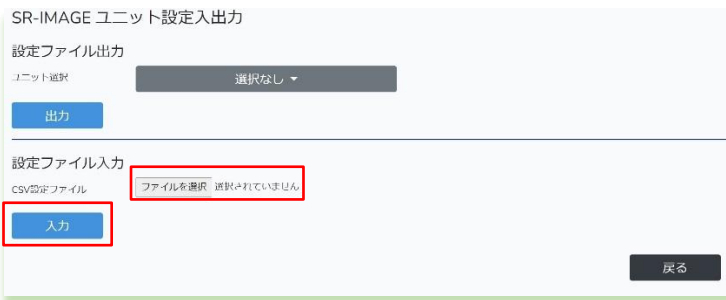 SR-IMAGE ユニット設定入出力
設定ファイル出力
ユニット選択 選択なし
出力
設定ファイル入力
CSV設定ファイル ファイルを選択 選択されていません
入力
戻る